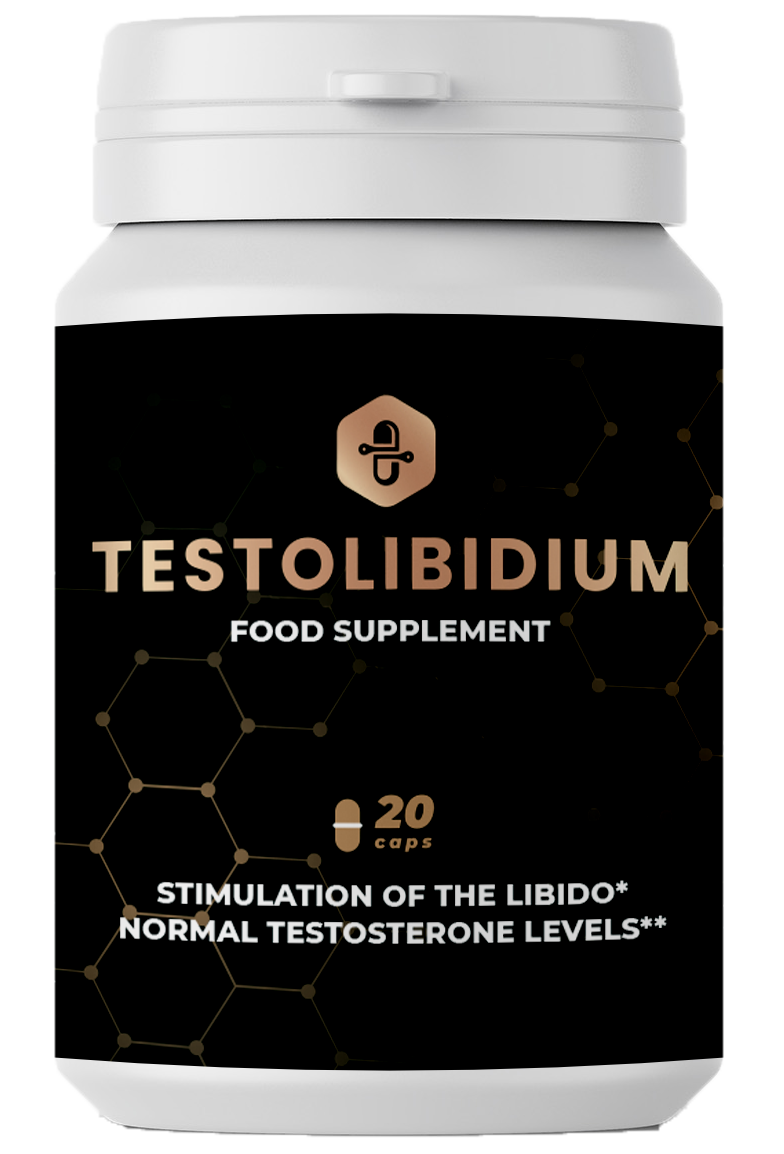 TESTOLIBIDIUM
FOOD SUPPLEMENT
20
caps
STIMULATION OF THE LIBIDO*
NORMAL TESTOSTERONE LEVELS**